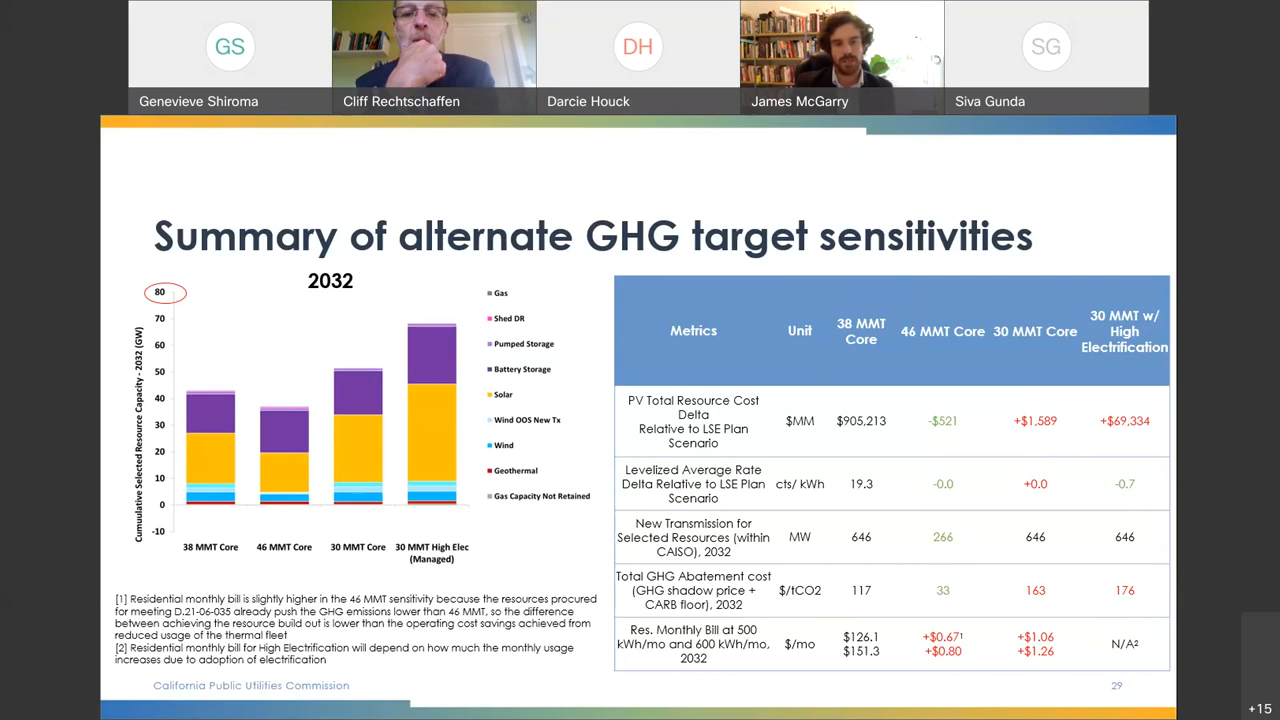 GS
DH
SG
Genevieve Shiroma
Cliff Rechtschaffen
Darcie Houck
James McGarry
Siva Gunda
Summary of alternate GHG target sensitivities
2032
Cumuulative Selected Resource Capacity - 2032 (GW)
80
70
60
50
40
30
20
10
0
-10
38 MMT Core
46 MMT Core
30 MMT Core
30 MMT High Elec
(Managed)
Gas
Shed DR
Pumped Storage
Battery Storage
Solar
Wind OOS New Tx
Wind
Geothermal
Gas Capacity Not Retained
Metrics
Unit
38 MMT
Core
46 MMT Core
30 MMT Core
30 MMT w/
High
Electrification
PV Total Resource Cost
Delta
Relative to LSE Plan
Scenario
$MM
$905,213
-$521
+$1,589
+$69,334
Levelized Average Rate
Delta Relative to LSE Plan
Scenario
cts/ kWh
19.3
-0.0
+0.0
-0.7
New Transmission for
Selected Resources (within
CAISO), 2032
MW
646
266
646
646
Total GHG Abatement cost
(GHG shadow price +
CARB floor), 2032
$/tCO2
117
33
163
176
Res. Monthly Bill at 500
kWh/mo and 600 kWh/mo,
2032
$/mo
$126.1
$151.3
+$0.67¹
+$0.80
+$1.06
+$1.26
N/A²
[1] Residential monthly bill is slightly higher in the 46 MMT sensitivity because the resources procured
for meeting D.21-06-035 already push the GHG emissions lower than 46 MMT, so the difference
between achieving the resource build out is lower than the operating cost savings achieved from
reduced usage of the thermal fleet
[2] Residential monthly bill for High Electrification will depend on how much the monthly usage
increases due to adoption of electrification
California Public Utilities Commission
29
+15